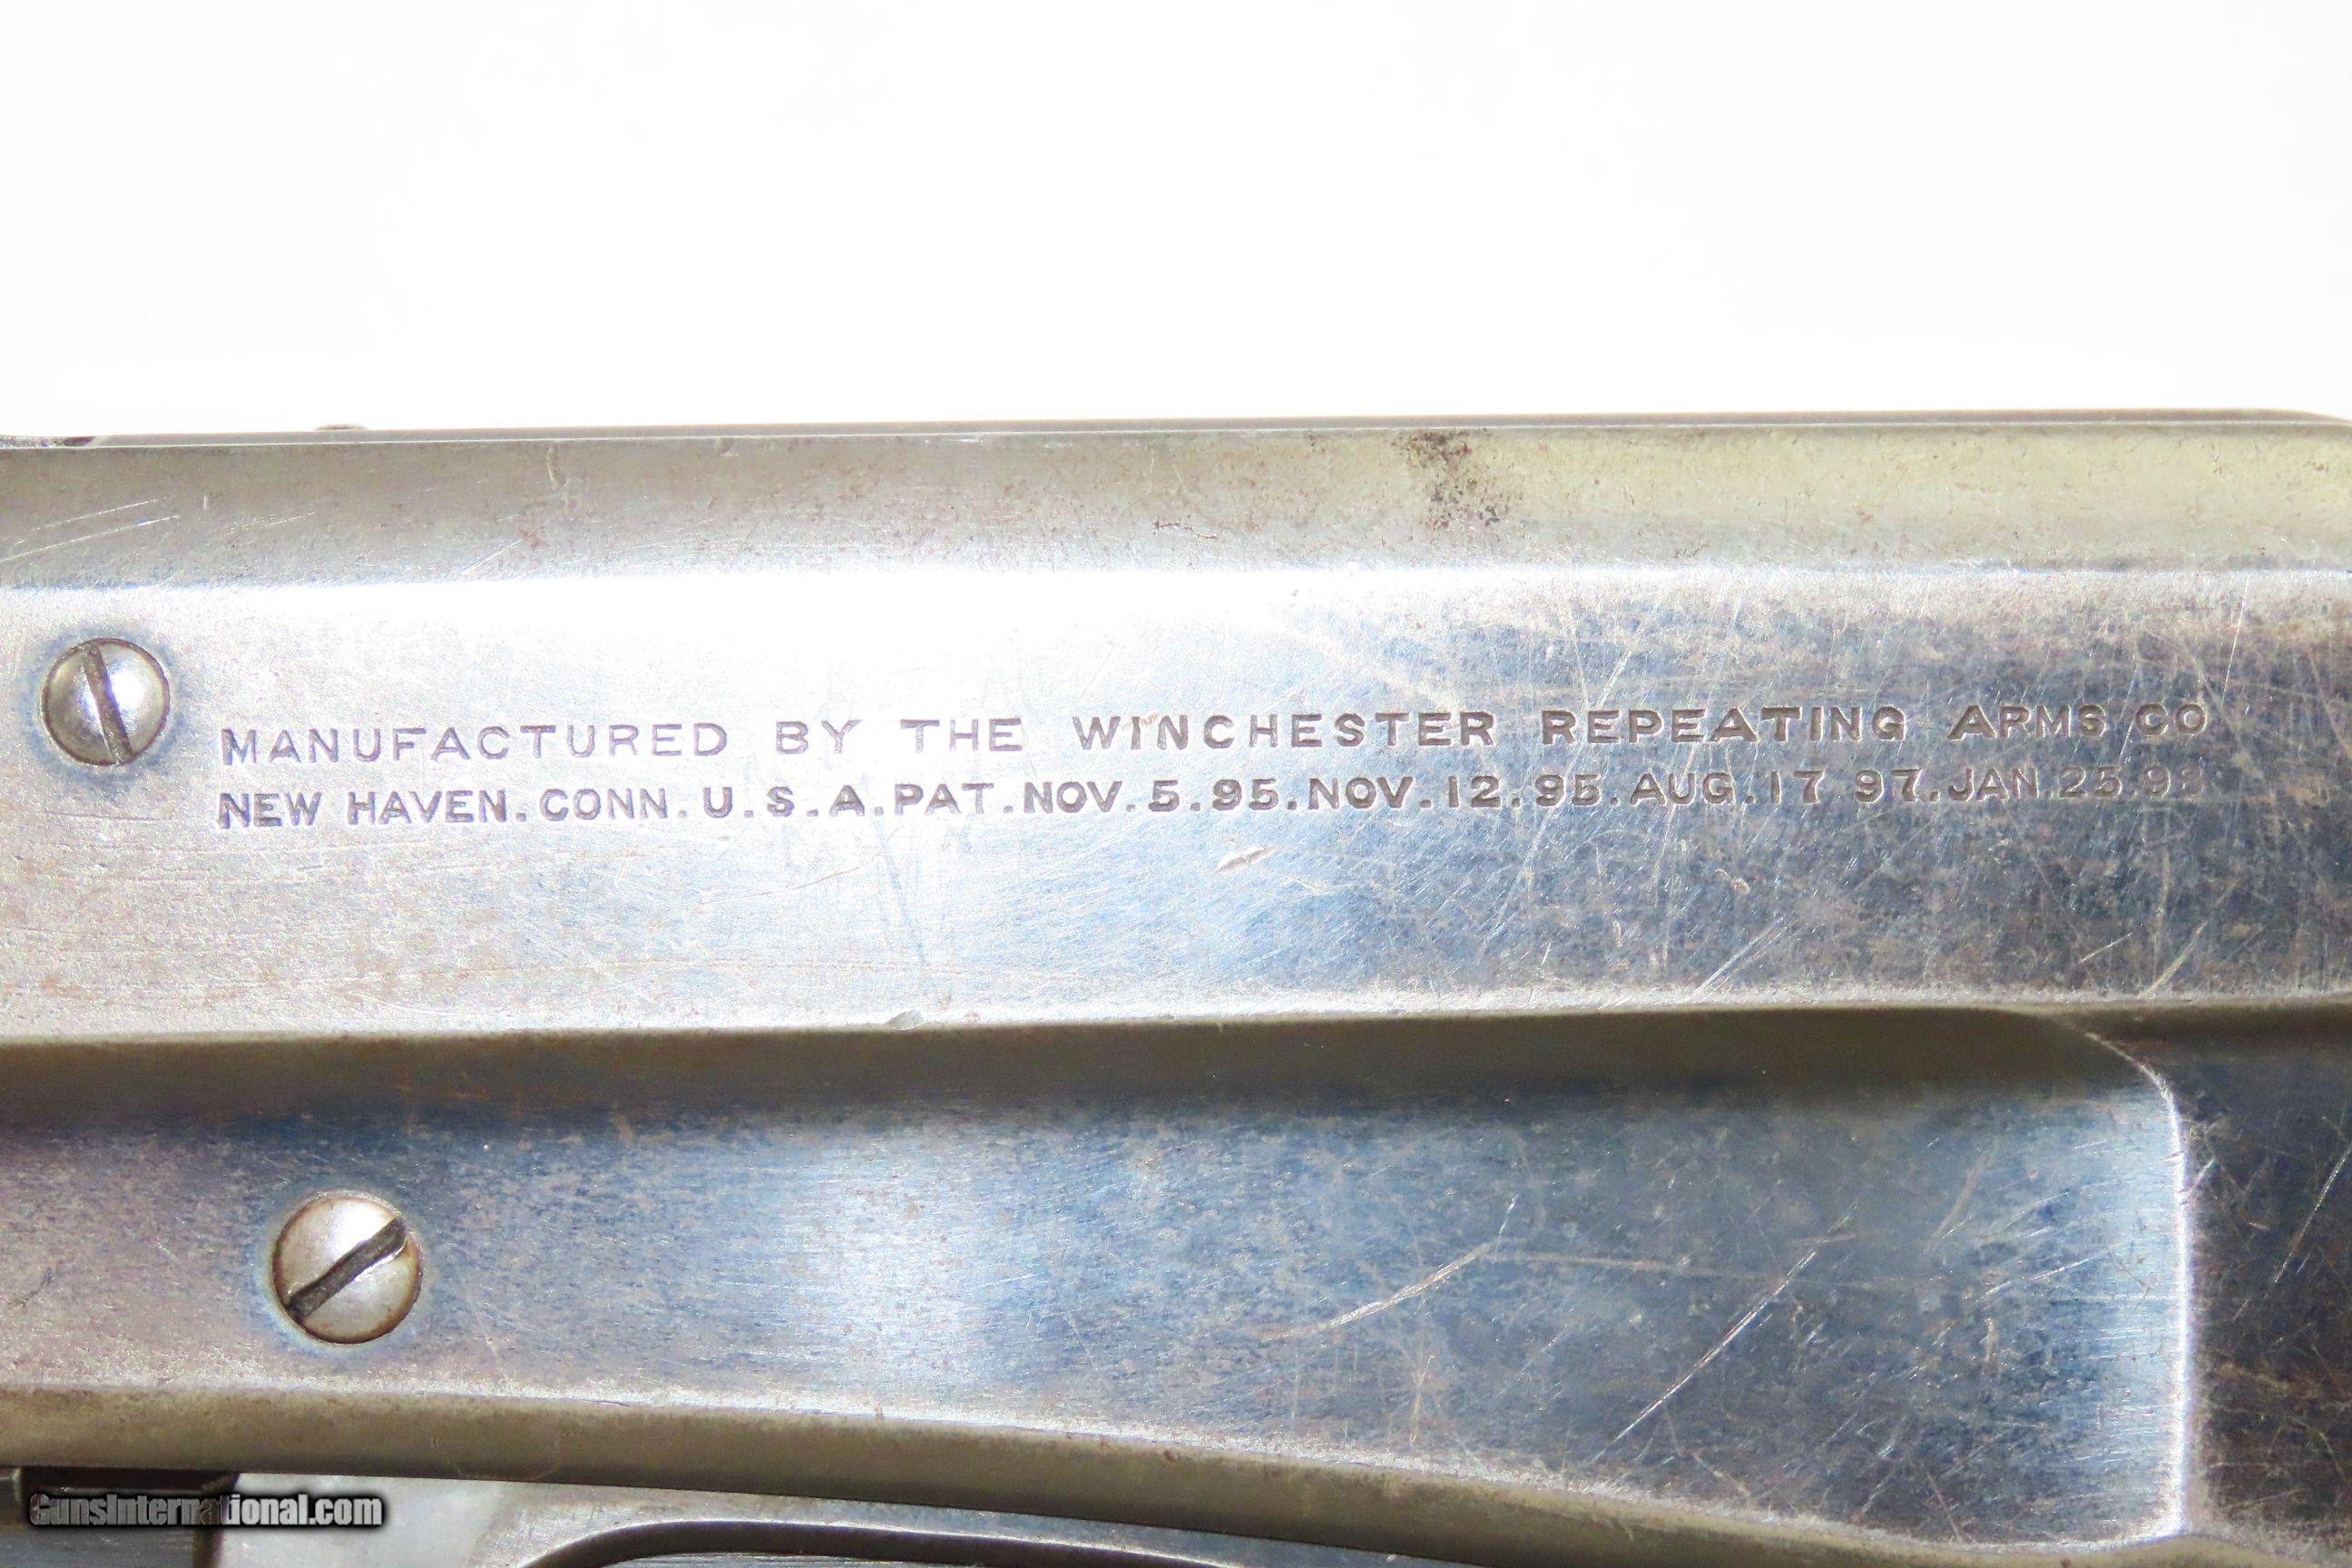 MANUFACTURED BY THE WINCHESTER REPEATING ARMS CO
NEW HAVEN.CONN.U.S.A.PAT.NOV.5.95.NOV.12.95.AUG.17 97.JAN.25.98
GunsInternational.com